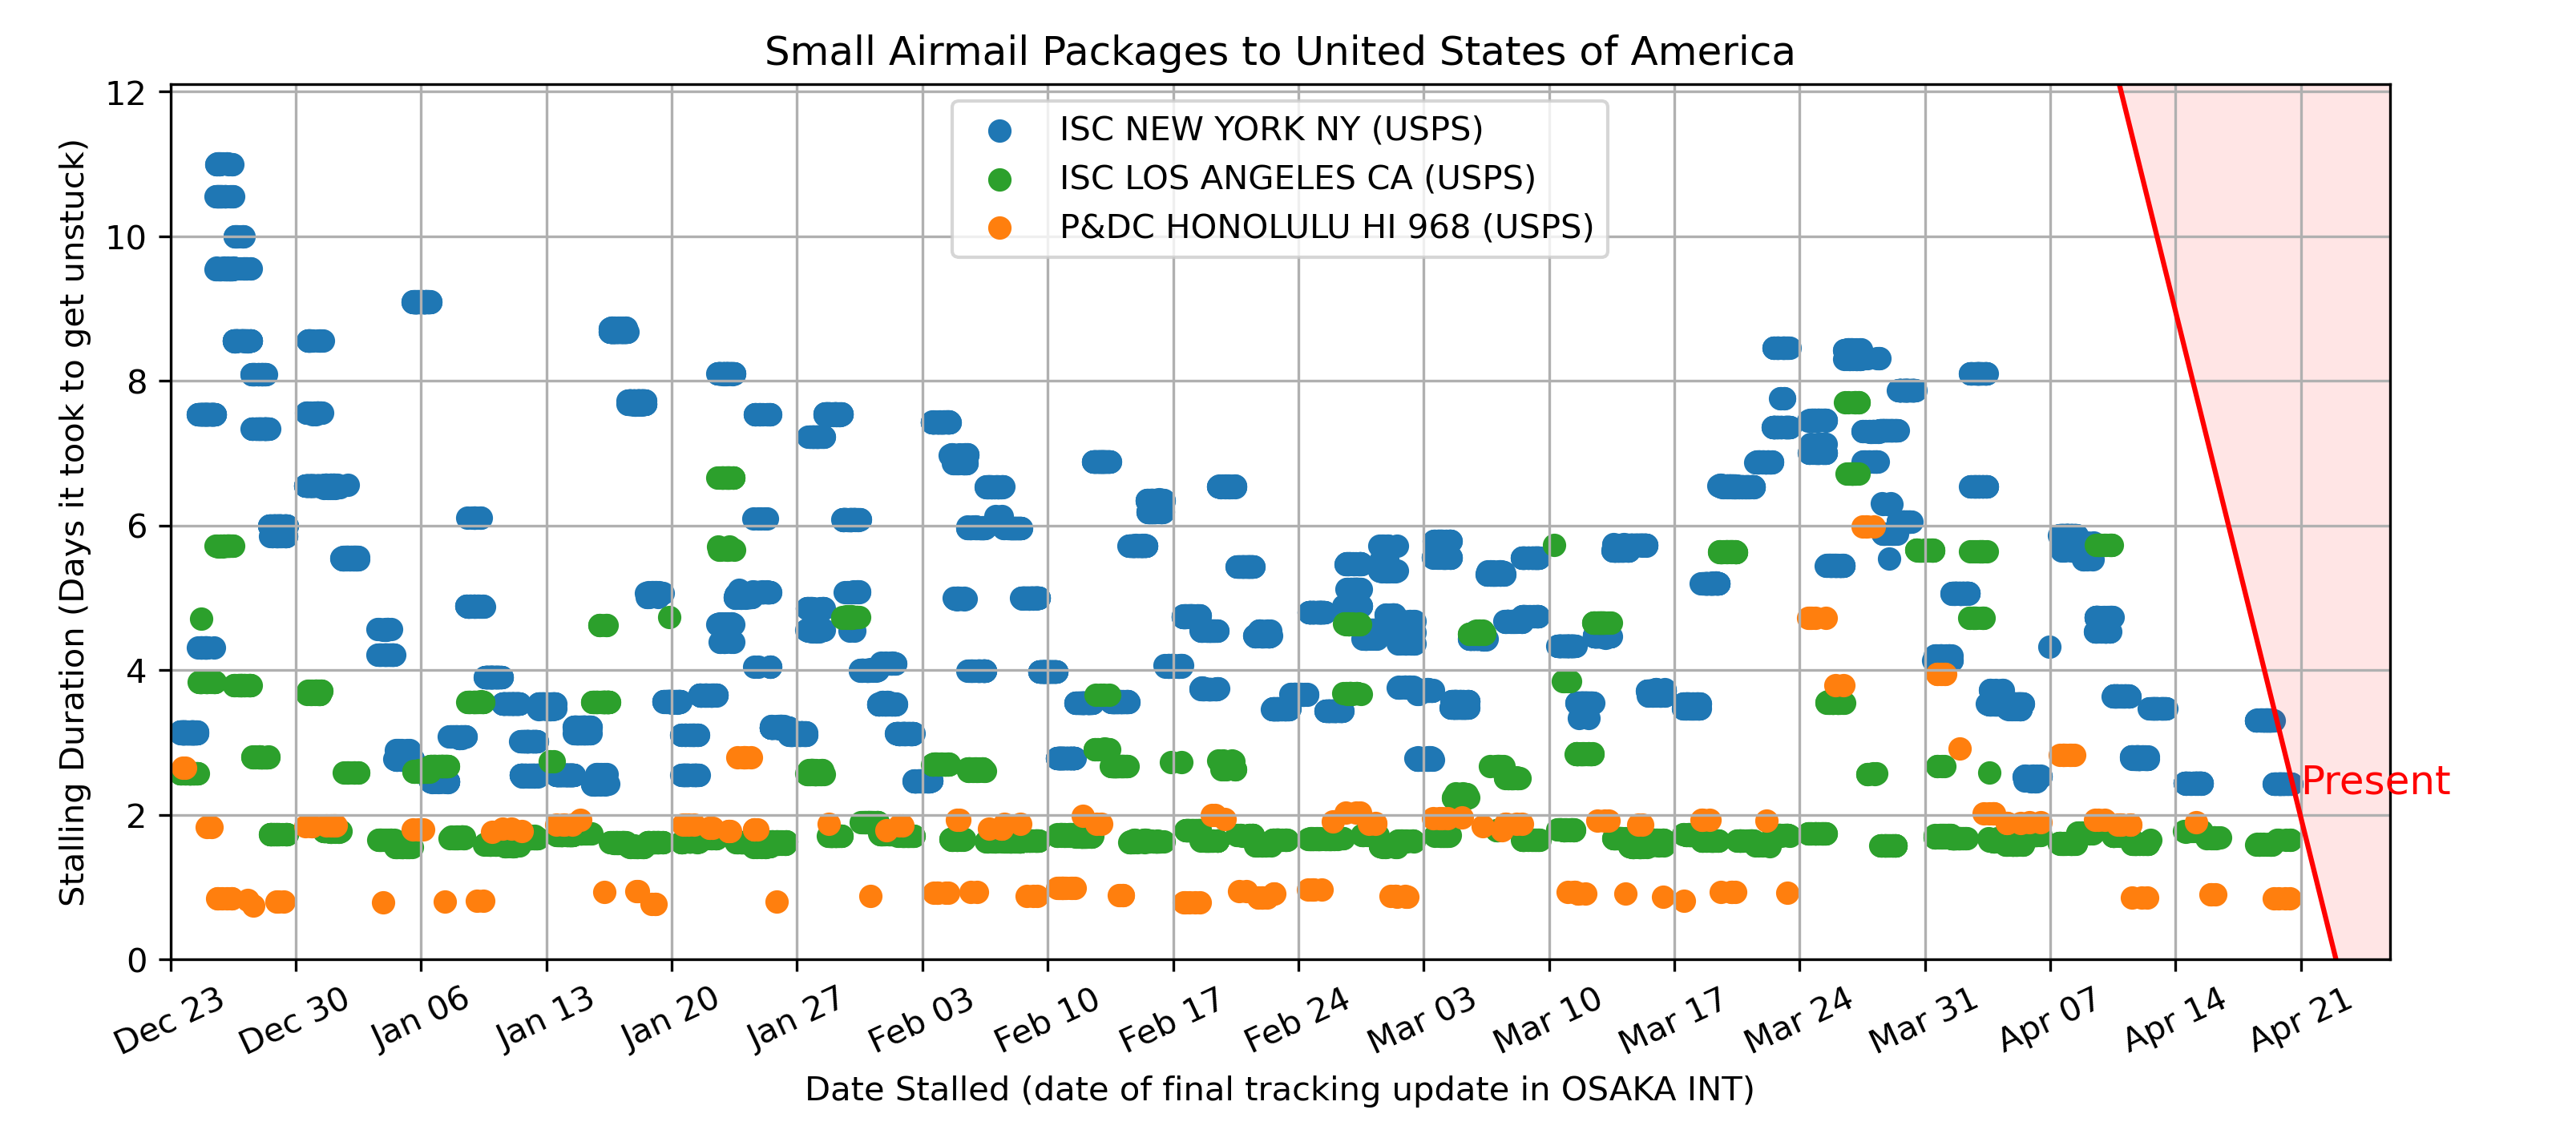 Small Airmail Packages to United States of America
12
10
8
6
4
2
0
Stalling Duration (Days it took to get unstuck)
ISC NEW YORK NY (USPS)
ISC LOS ANGELES CA (USPS)
P&DC HONOLULU HI 968 (USPS)
Present
Dec 23
Dec 30
Jan 06
Jan 13
Jan 20
Jan 27
Feb 03
Feb 10
Feb 17
Feb 24
Mar 03
Mar 10
Mar 17
Mar 24
Mar 31
Apr 07
Apr 14
Apr 21
Date Stalled (date of final tracking update in OSAKA INT)